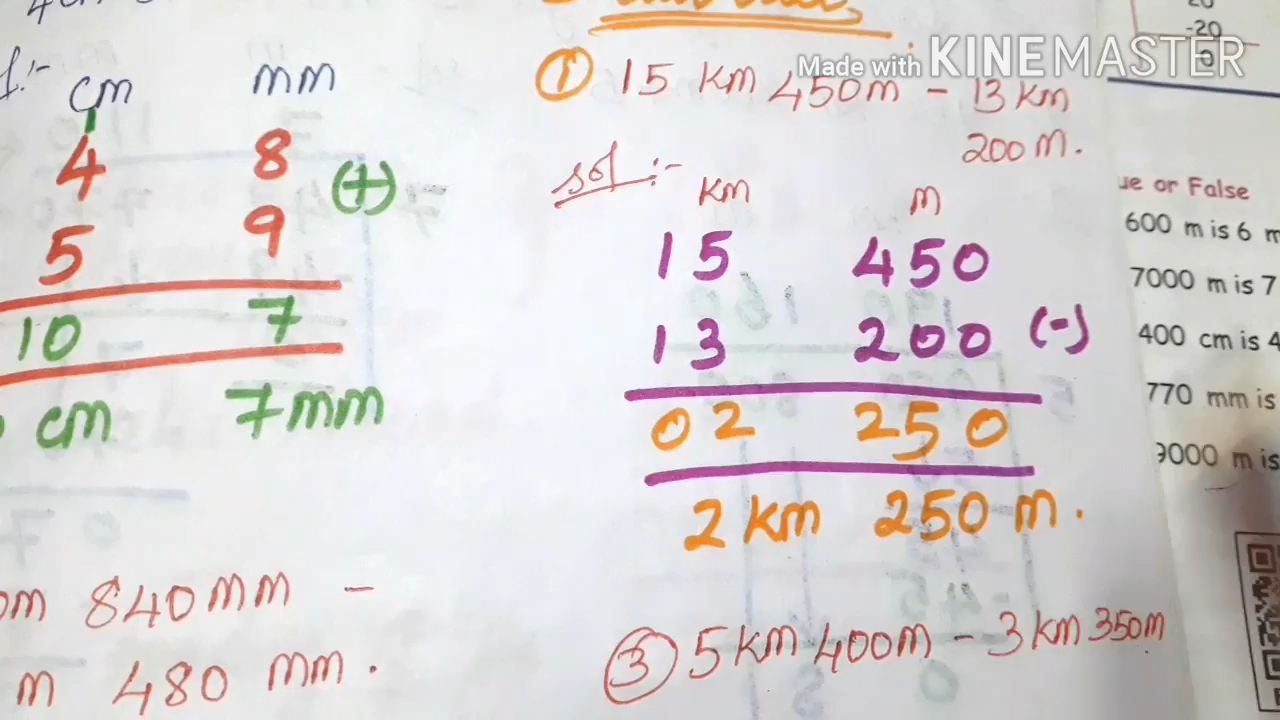 cm mm
4 8
5 9 (+)
10 7
cm 7mm
840mm -
m 480 mm.
① 15 Km 450m - 13 Km
200 m.
Sol :-
Km m
15 450
13 200 (-)
02 250
2 Km 250 m.
③ 5 Km 400m - 3 Km 350m
Made with KINEMASTER
-20
0
or False
600 m is 6 m
7000 m is 7
400 cm is 4
770 mm is
9000 m is